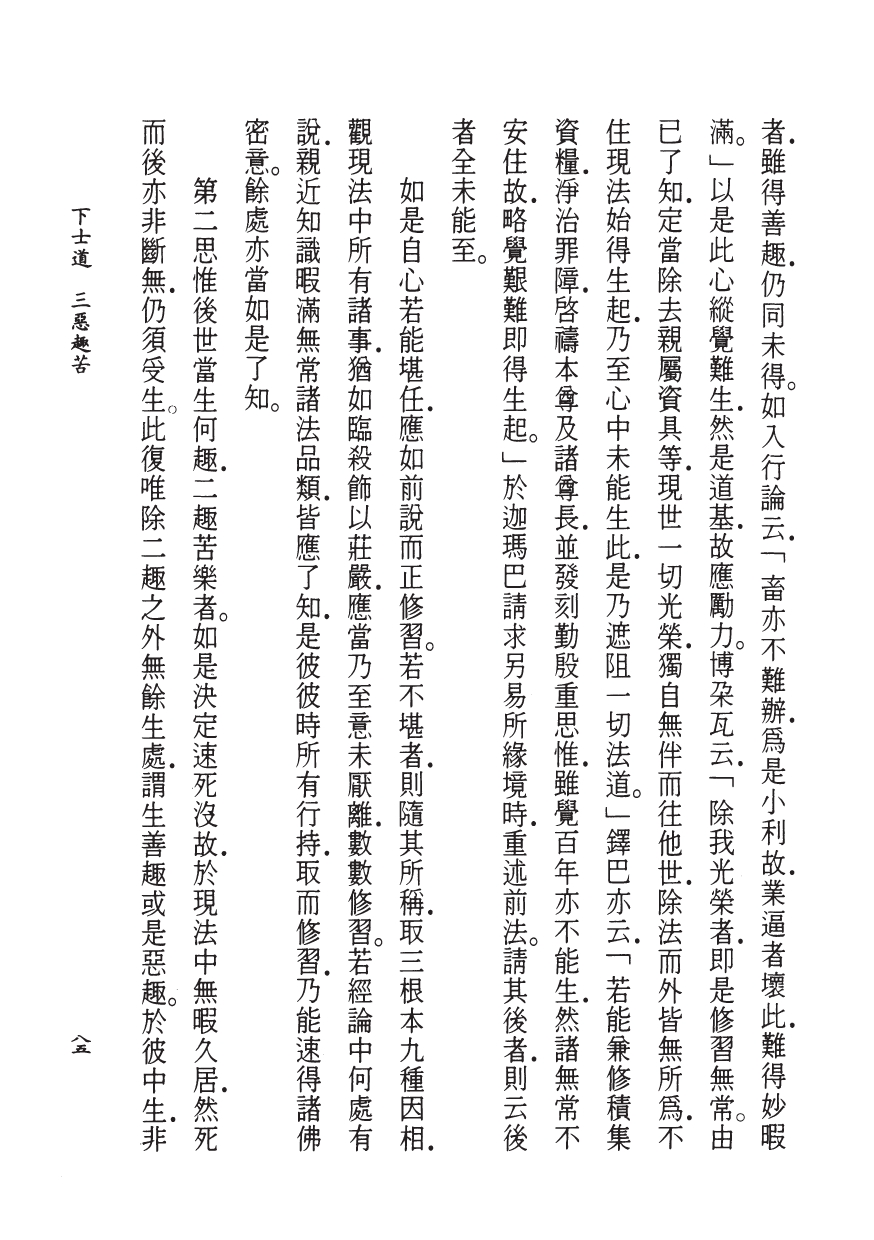 者．雖得善趣．仍同未得。如入行論云．「畜亦不難辦．爲是小利故．業逼者壞此．難得妙暇
滿。」以是此心縱覺難生．然是道基．故應勵力。博朶瓦云．「除我光榮者．即是修習無常。由
已了知．定當除去親屬資具等．現世一切光榮．獨自無伴而往他世．除法而外皆無所爲．不
住現法始得生起．乃至心中未能生此．是乃遮阻一切法道。」鐸巴亦云．「若能兼修積集
資糧．淨治罪障．啓禱本尊及諸尊長．並發刻勤殷重思惟．雖覺百年亦不能生．然諸無常不
安住故．略覺艱難即得生起。」於迦瑪巴請求另易所緣境時．重述前法。請其後者．則云後
者全未能至。
如是自心若能堪任．應如前說而正修習。若不堪者．則隨其所稱．取三根本九種因相．
觀現法中所有諸事．猶如臨殺飾以莊嚴．應當乃至意未厭離．數數修習。若經論中何處有
說．親近知識暇滿無常諸法品類．皆應了知．是彼彼時所有行持．取而修習．乃能速得諸佛
密意。餘處亦當如是了知。
第二思惟後世當生何趣．二趣苦樂者。如是決定速死沒故．於現法中無暇久居．然死
而後亦非斷無．仍須受生。此復唯除二趣之外無餘生處．謂生善趣或是惡趣。於彼中生．非
下士道 三惡趣苦
八五